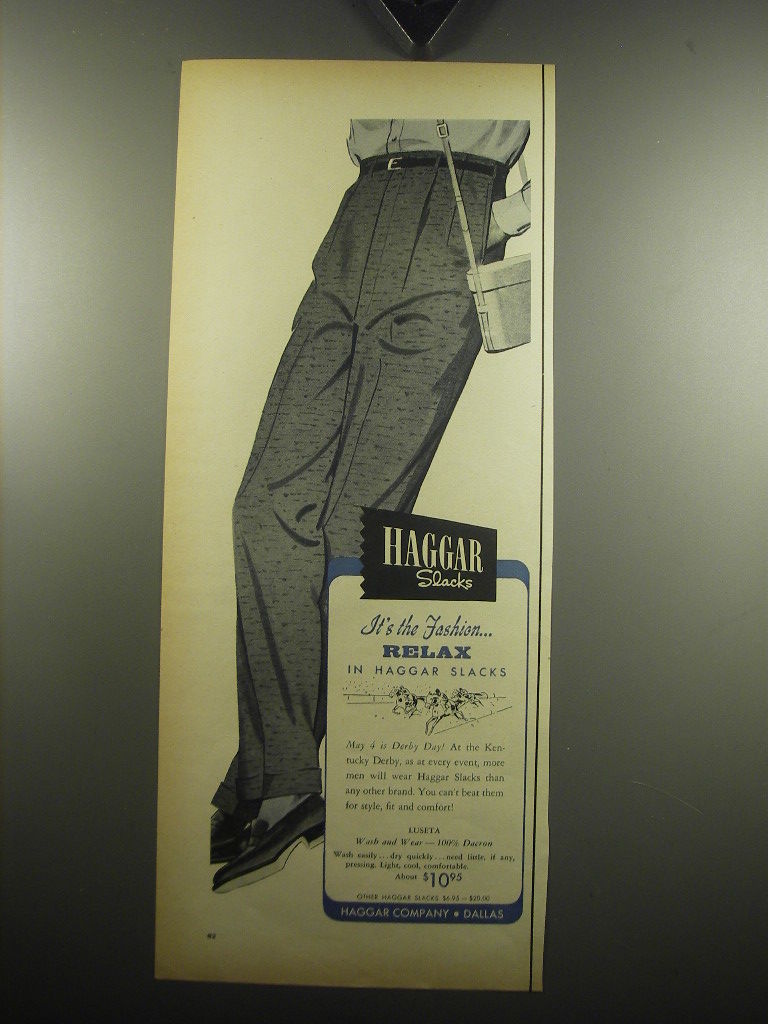 HAGGAR
Slacks
It's the Fashion...
RELAX
IN HAGGAR SLACKS
May 4 is Derby Day! At the Ken-
tucky Derby, as at every event, more
men will wear Haggar Slacks than
any other brand. You can't beat them
for style, fit and comfort!
LUSETA
Wash and Wear — 100% Dacron
Wash easily...dry quickly...need little, if any,
pressing. Light, cool, comfortable.
About $10.95
OTHER HAGGAR SLACKS $6.95 — $20.00
HAGGAR COMPANY • DALLAS
62